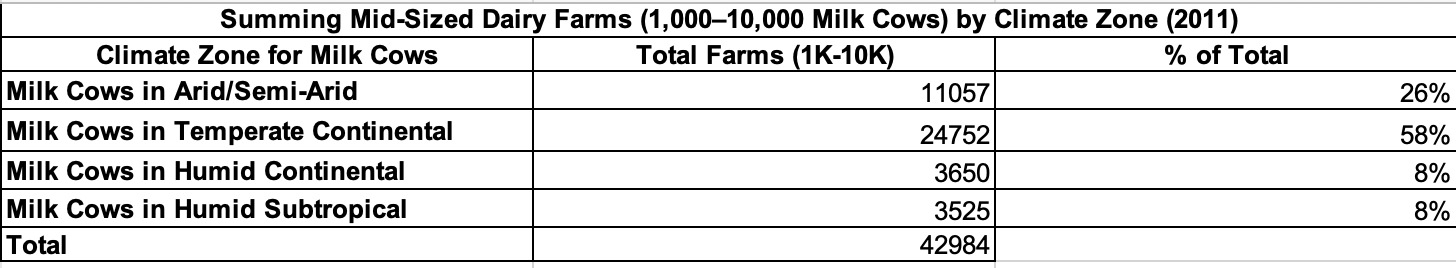 Summing Mid-Sized Dairy Farms (1,000–10,000 Milk Cows) by Climate Zone (2011)
Climate Zone for Milk Cows Total Farms (1K-10K) % of Total
Milk Cows in Arid/Semi-Arid 11057 26%
Milk Cows in Temperate Continental 24752 58%
Milk Cows in Humid Continental 3650 8%
Milk Cows in Humid Subtropical 3525 8%
Total 42984